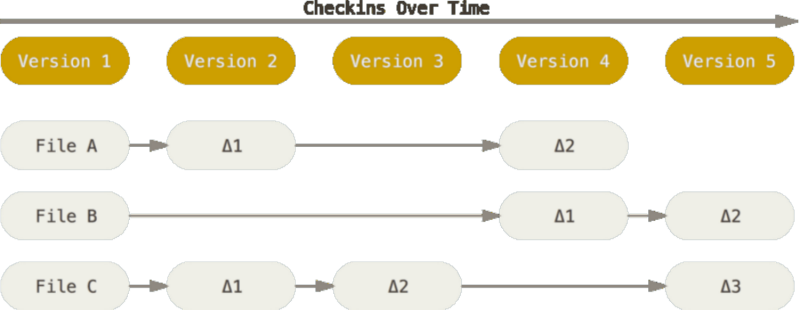 Checkins Over Time
Version 1 Version 2 Version 3 Version 4 Version 5
File A Δ1 Δ2
File B Δ1 Δ2
File C Δ1 Δ2 Δ3